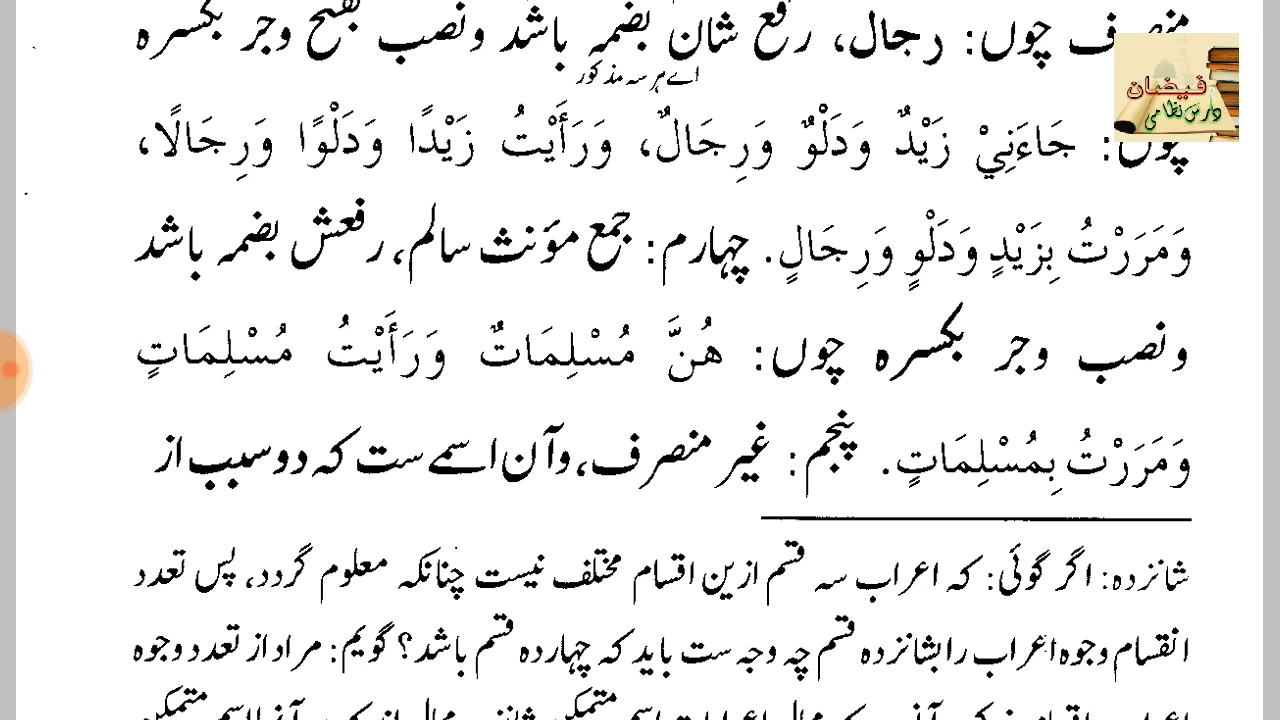 منصرف چوں: رجال، رفع شان بضمہ باشد ونصب بفتح وجر بکسرہ
اے ہر سہ مذکور
چوں: جَاءَنِيْ زَيْدٌ وَدَلْوٌ وَرِجَالٌ، وَرَأَيْتُ زَيْدًا وَدَلْوًا وَرِجَالًا،
وَمَرَرْتُ بِزَيْدٍ وَدَلْوٍ وَرِجَالٍ. چہارم: جمع مؤنث سالم، رفعش بضمہ باشد
ونصب وجر بکسرہ چوں: هُنَّ مُسْلِمَاتٌ وَرَأَيْتُ مُسْلِمَاتٍ
وَمَرَرْتُ بِمُسْلِمَاتٍ. پنجم: غیر منصرف، وآن اسمے ست کہ دو سبب از
شانزدہ: اگر گوئی: کہ اعراب سہ قسم ازین اقسام مختلف نیست چنانکہ معلوم گردد، پس تعدد
انقسام وجوہ اعراب را بشانزدہ قسم چہ وجہ ست باید کہ چہاردہ قسم باشد؟ گویم: مراد از تعدد وجوہ
فیضان
دارس نظامی